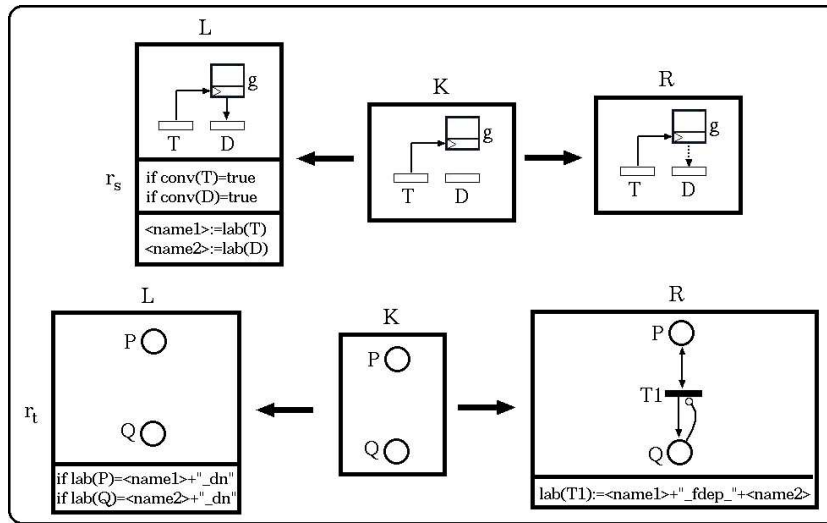 L
g
T D
r_s
if conv(T)=true
if conv(D)=true
<name1>:=lab(T)
<name2>:=lab(D)
K
g
T D
R
g
T D
L
P
Q
r_t
if lab(P)=<name1>+"_dn"
if lab(Q)=<name2>+"_dn"
K
P
Q
R
P
T1
Q
lab(T1):=<name1>+"_fdep_"+<name2>